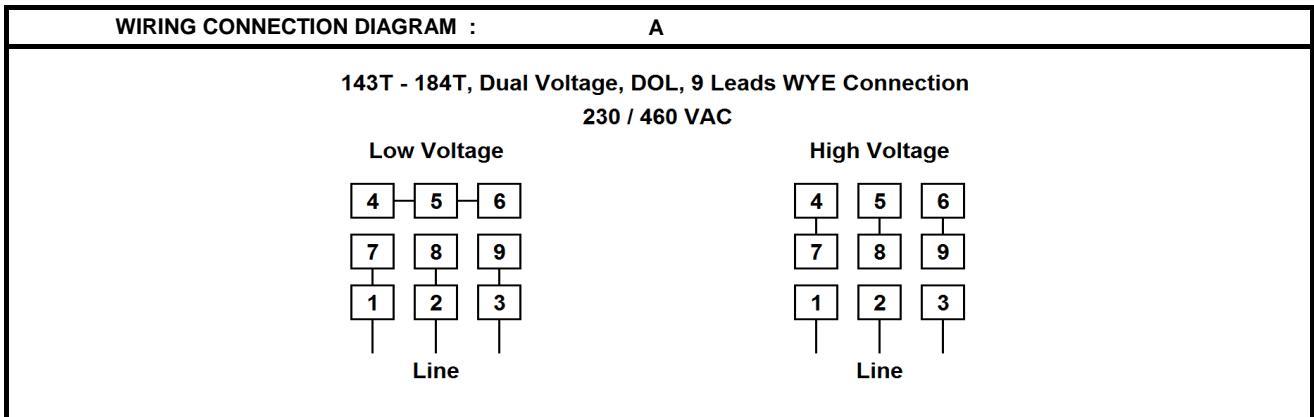 WIRING CONNECTION DIAGRAM : A
143T - 184T, Dual Voltage, DOL, 9 Leads WYE Connection
230 / 460 VAC
Low Voltage High Voltage
4 5 6 4 5 6
7 8 9 7 8 9
1 2 3 1 2 3
Line Line